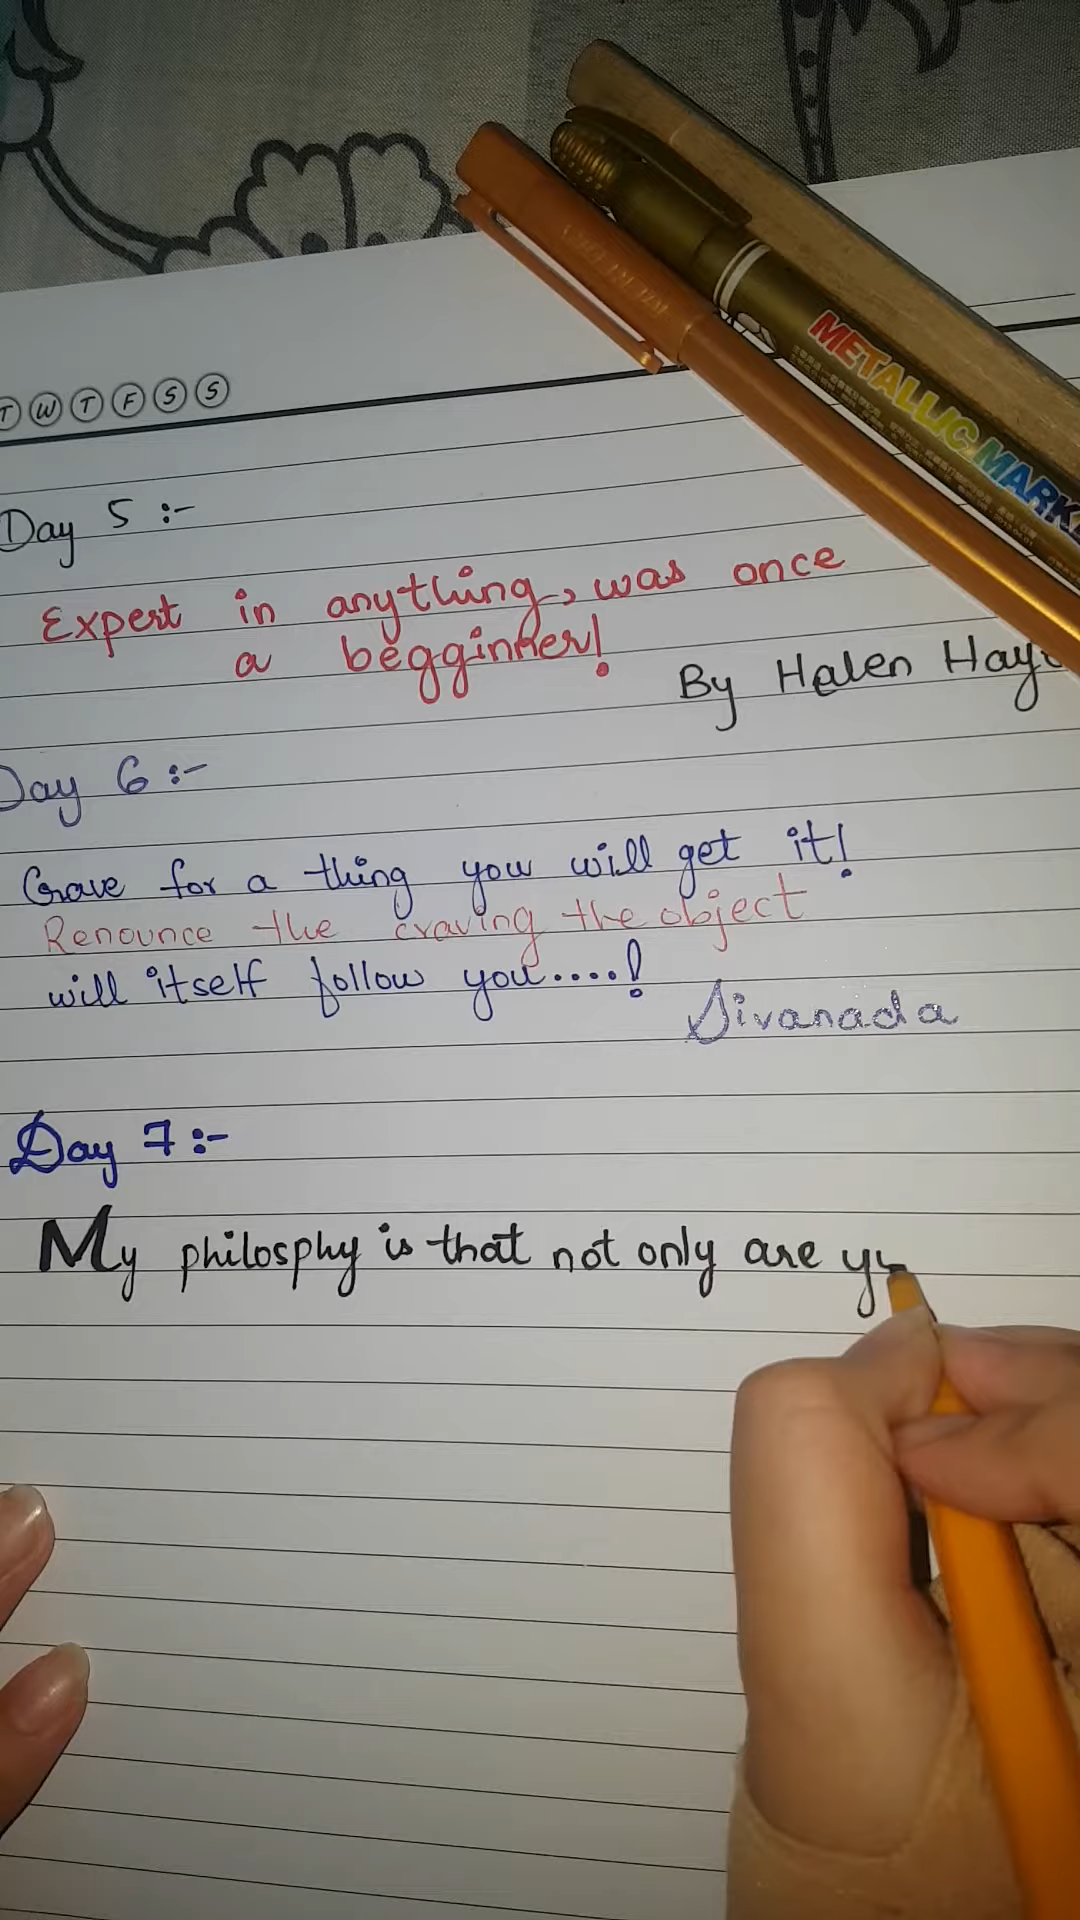 T W T F S S
METALLIC MARK
Day 5 :-
Expert in anything, was once
a begginner!
By Helen Haye
Day 6 :-
Crave for a thing you will get it!
Renounce the craving the object
will itself follow you....!
Sivanada
Day 7 :-
My philosphy is that not only are yo